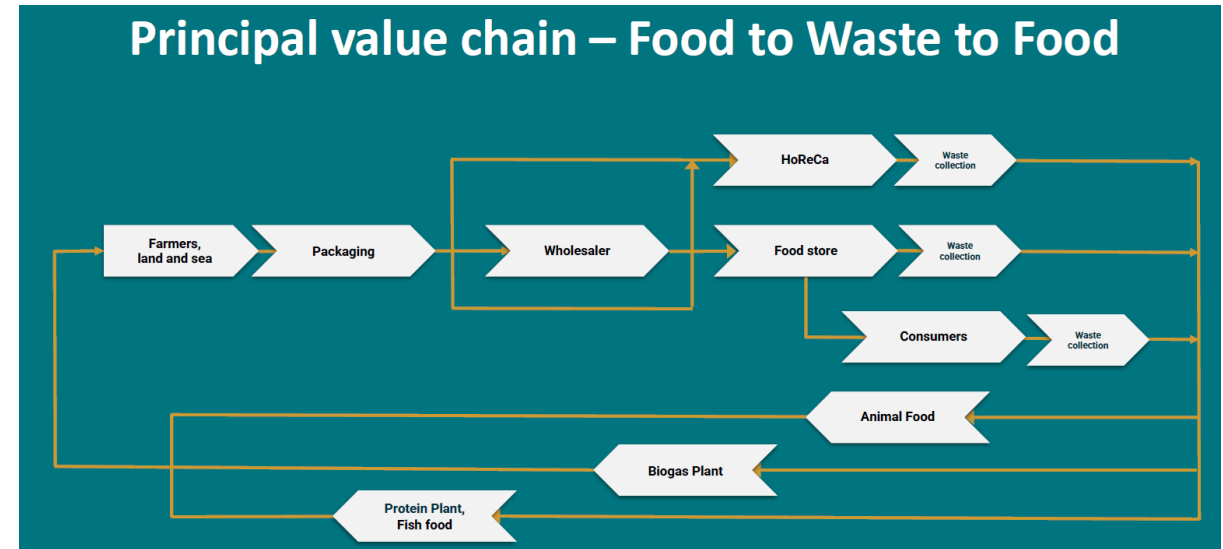 Principal value chain – Food to Waste to Food
HoReCa
Waste
collection
Farmers,
land and sea
Packaging
Wholesaler
Food store
Waste
collection
Consumers
Waste
collection
Animal Food
Biogas Plant
Protein Plant,
Fish food